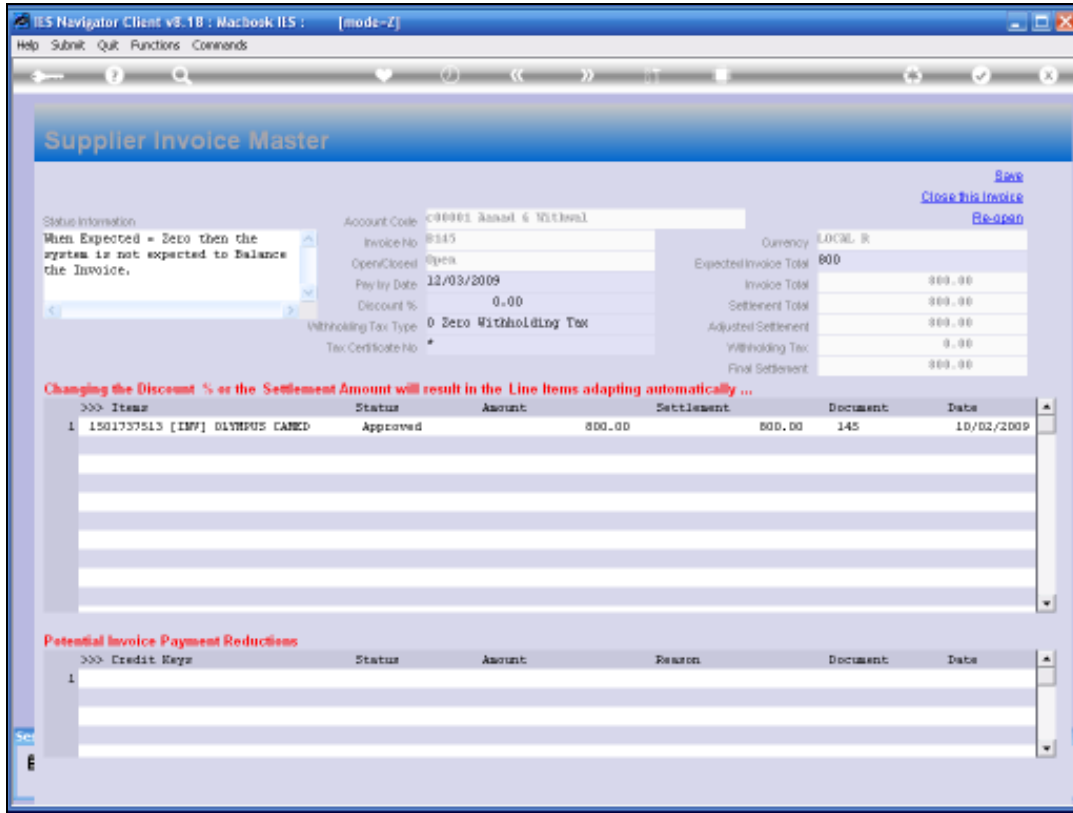 IES Navigator Client v8.18 : Macbook IES : [mode=Z]
Help Submit Quit Functions Commands
Supplier Invoice Master
Save
Close this Invoice
Re-open
Status Information
When Expected = Zero then the
system is not expected to Balance
the Invoice.
Account Code c00001
Invoice No 8145
Open/Closed Open
Pay by Date 12/03/2009
Discount % 0.00
Withholding Tax Type 0 Zero Withholding Tax
Tax Certificate No *
Currency LOCAL R
Expected Invoice Total 800
Invoice Total 800.00
Settlement Total 800.00
Adjusted Settlement 800.00
Withholding Tax 0.00
Final Settlement 800.00
Changing the Discount % or the Settlement Amount will result in the Line Items adapting automatically ...
>>> Items Status Amount Settlement Document Date
1 1501737513 [INV] OLYMPUS CAMED Approved 800.00 800.00 145 10/02/2009
Potential Invoice Payment Reductions
>>> Credit Keys Status Amount Reason Document Date
1